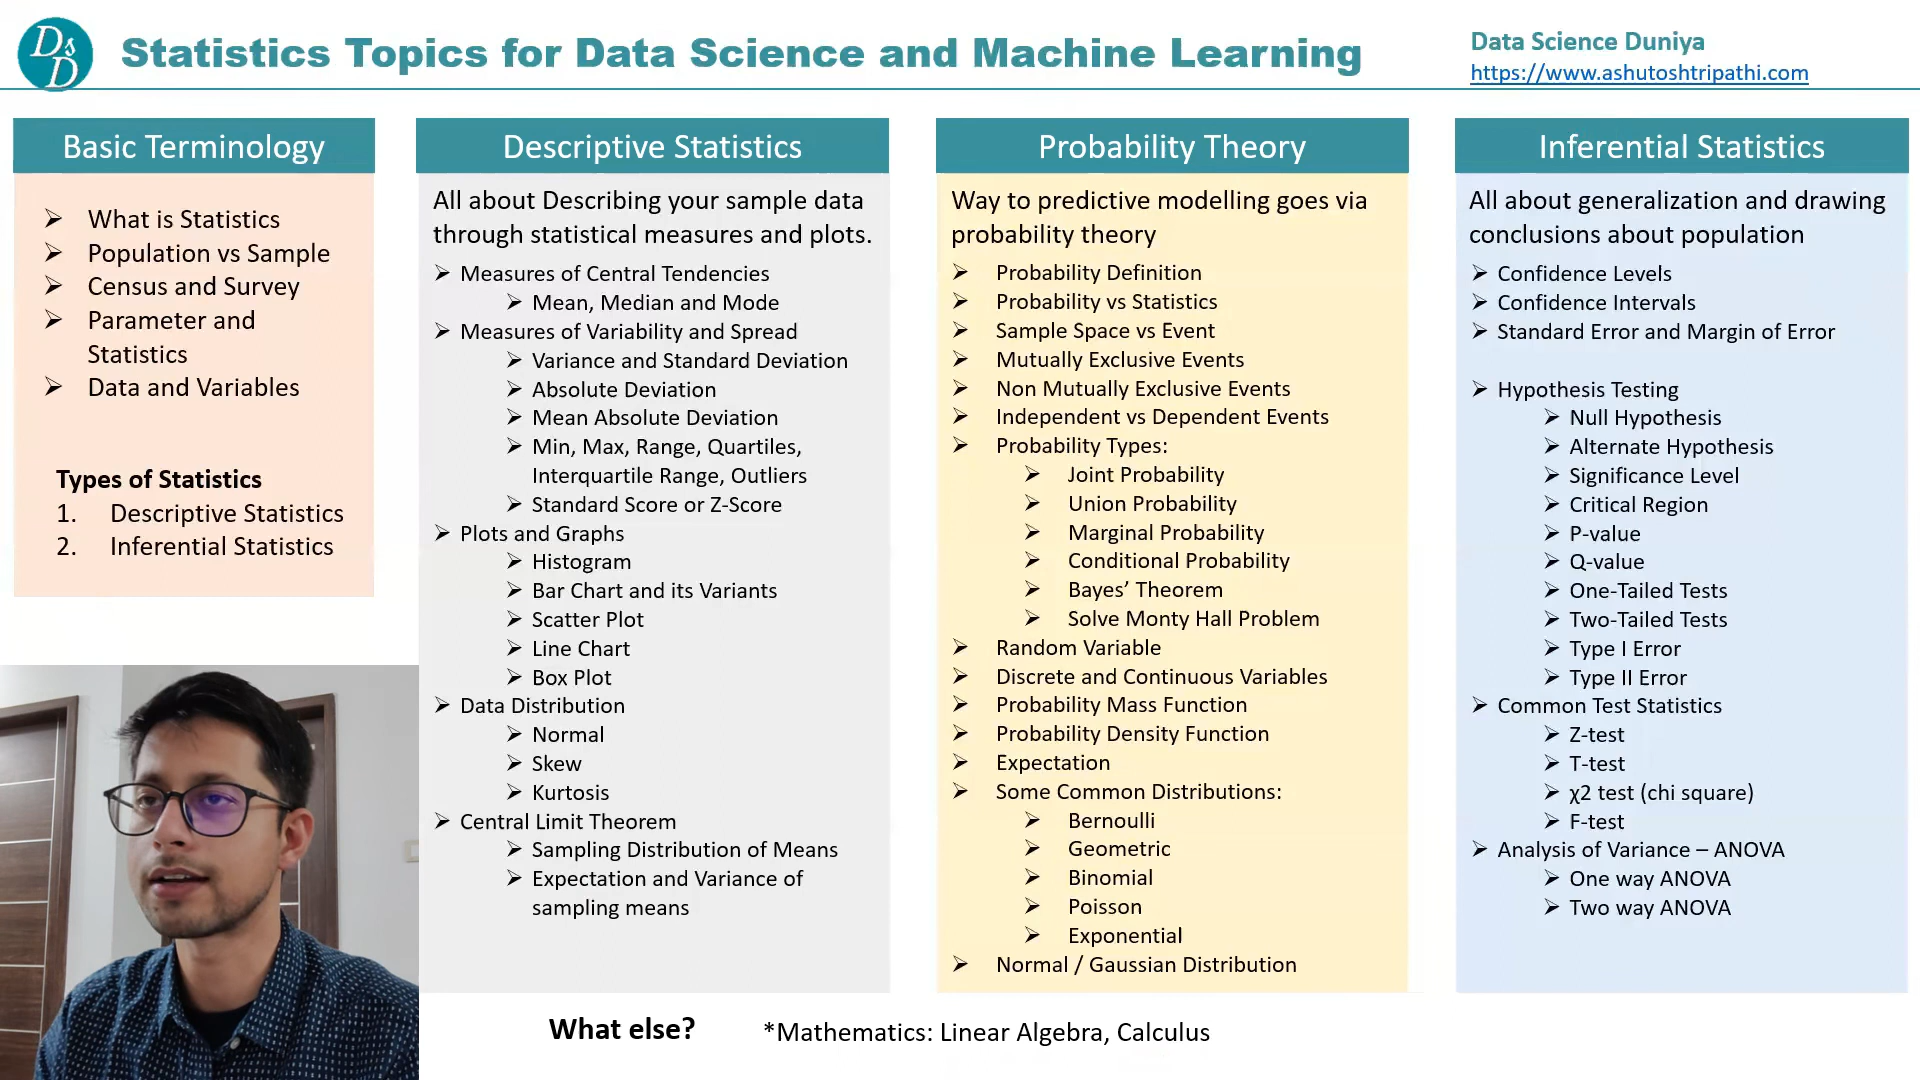 DsD
Statistics Topics for Data Science and Machine Learning
Data Science Duniya
https://www.ashutoshtripathi.com
Basic Terminology
What is Statistics
Population vs Sample
Census and Survey
Parameter and
Statistics
Data and Variables
Types of Statistics
1. Descriptive Statistics
2. Inferential Statistics
Descriptive Statistics
All about Describing your sample data
through statistical measures and plots.
Measures of Central Tendencies
Mean, Median and Mode
Measures of Variability and Spread
Variance and Standard Deviation
Absolute Deviation
Mean Absolute Deviation
Min, Max, Range, Quartiles,
Interquartile Range, Outliers
Standard Score or Z-Score
Plots and Graphs
Histogram
Bar Chart and its Variants
Scatter Plot
Line Chart
Box Plot
Data Distribution
Normal
Skew
Kurtosis
Central Limit Theorem
Sampling Distribution of Means
Expectation and Variance of
sampling means
Probability Theory
Way to predictive modelling goes via
probability theory
Probability Definition
Probability vs Statistics
Sample Space vs Event
Mutually Exclusive Events
Non Mutually Exclusive Events
Independent vs Dependent Events
Probability Types:
Joint Probability
Union Probability
Marginal Probability
Conditional Probability
Bayes’ Theorem
Solve Monty Hall Problem
Random Variable
Discrete and Continuous Variables
Probability Mass Function
Probability Density Function
Expectation
Some Common Distributions:
Bernoulli
Geometric
Binomial
Poisson
Exponential
Normal / Gaussian Distribution
Inferential Statistics
All about generalization and drawing
conclusions about population
Confidence Levels
Confidence Intervals
Standard Error and Margin of Error
Hypothesis Testing
Null Hypothesis
Alternate Hypothesis
Significance Level
Critical Region
P-value
Q-value
One-Tailed Tests
Two-Tailed Tests
Type I Error
Type II Error
Common Test Statistics
Z-test
T-test
χ2 test (chi square)
F-test
Analysis of Variance – ANOVA
One way ANOVA
Two way ANOVA
What else? *Mathematics: Linear Algebra, Calculus